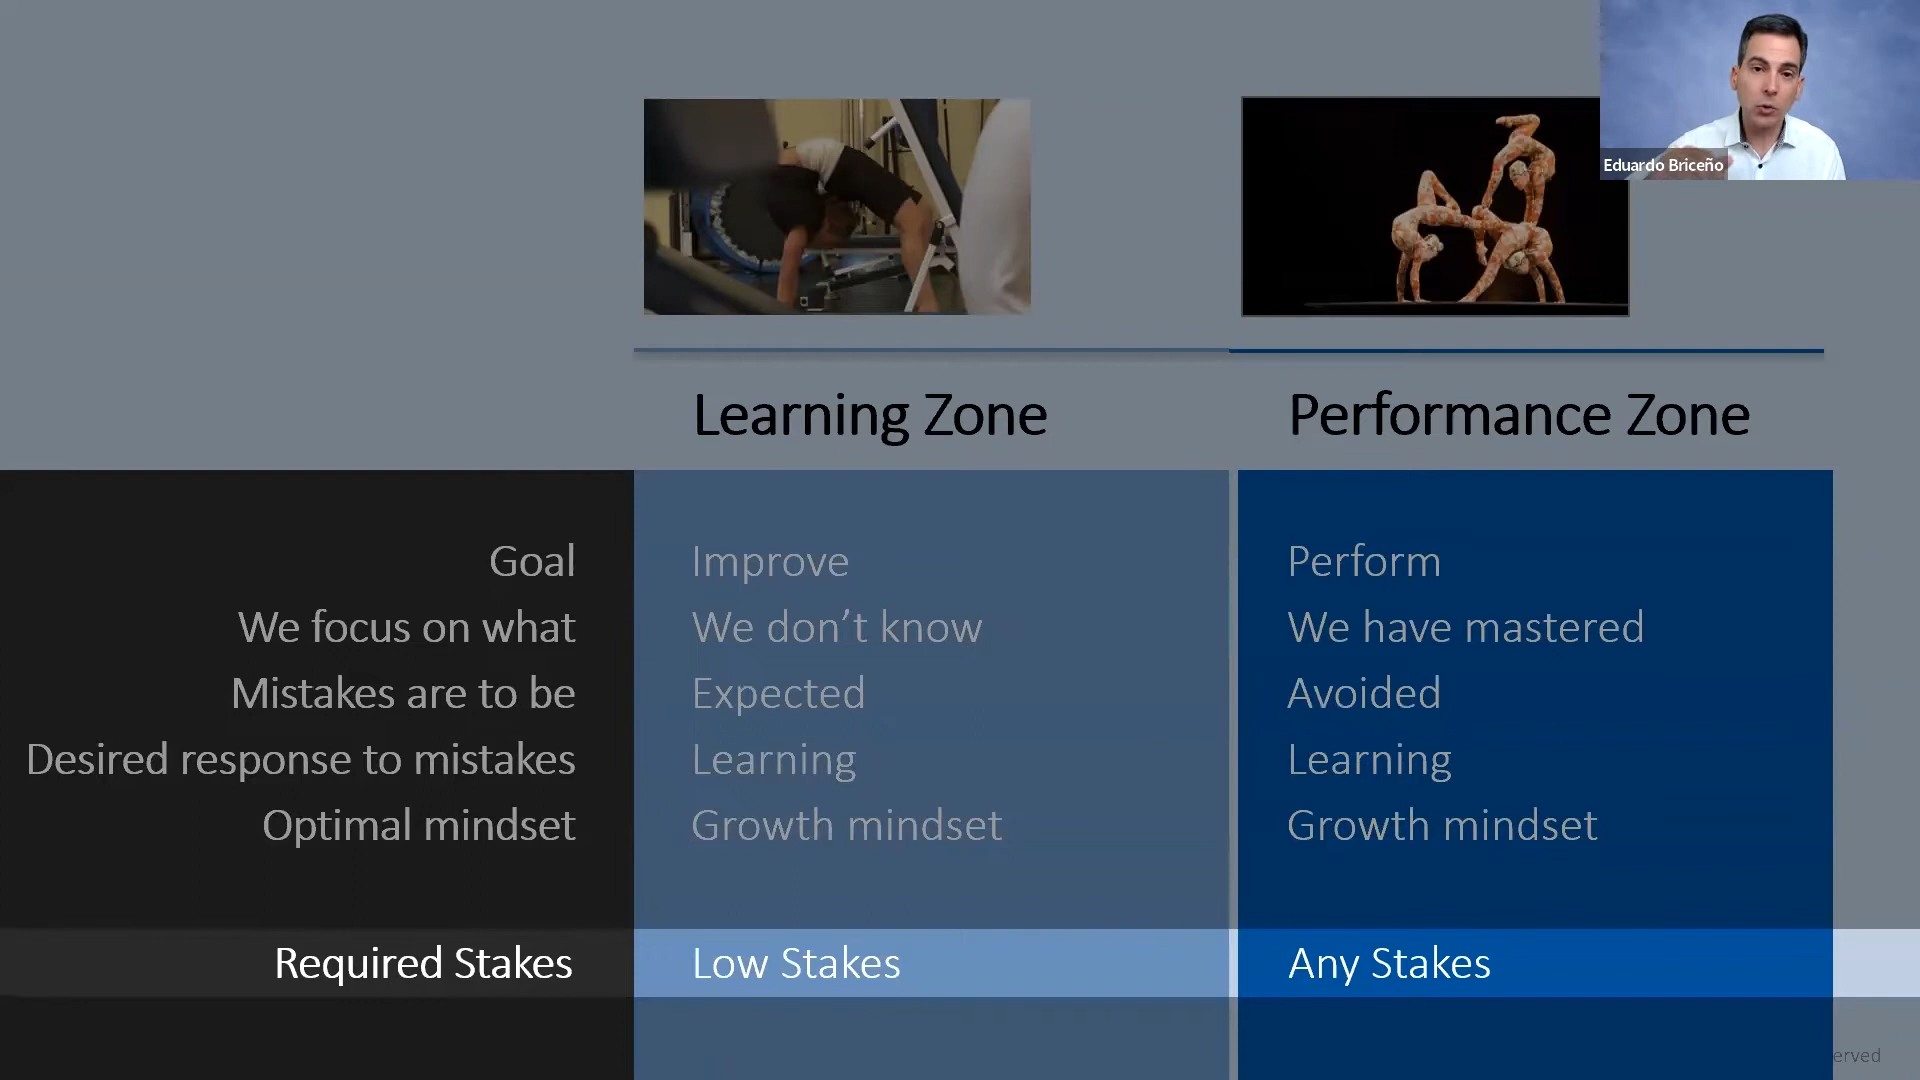 Eduardo Briceño
Learning Zone Performance Zone
Goal Improve Perform
We focus on what We don’t know We have mastered
Mistakes are to be Expected Avoided
Desired response to mistakes Learning Learning
Optimal mindset Growth mindset Growth mindset
Required Stakes Low Stakes Any Stakes
erved